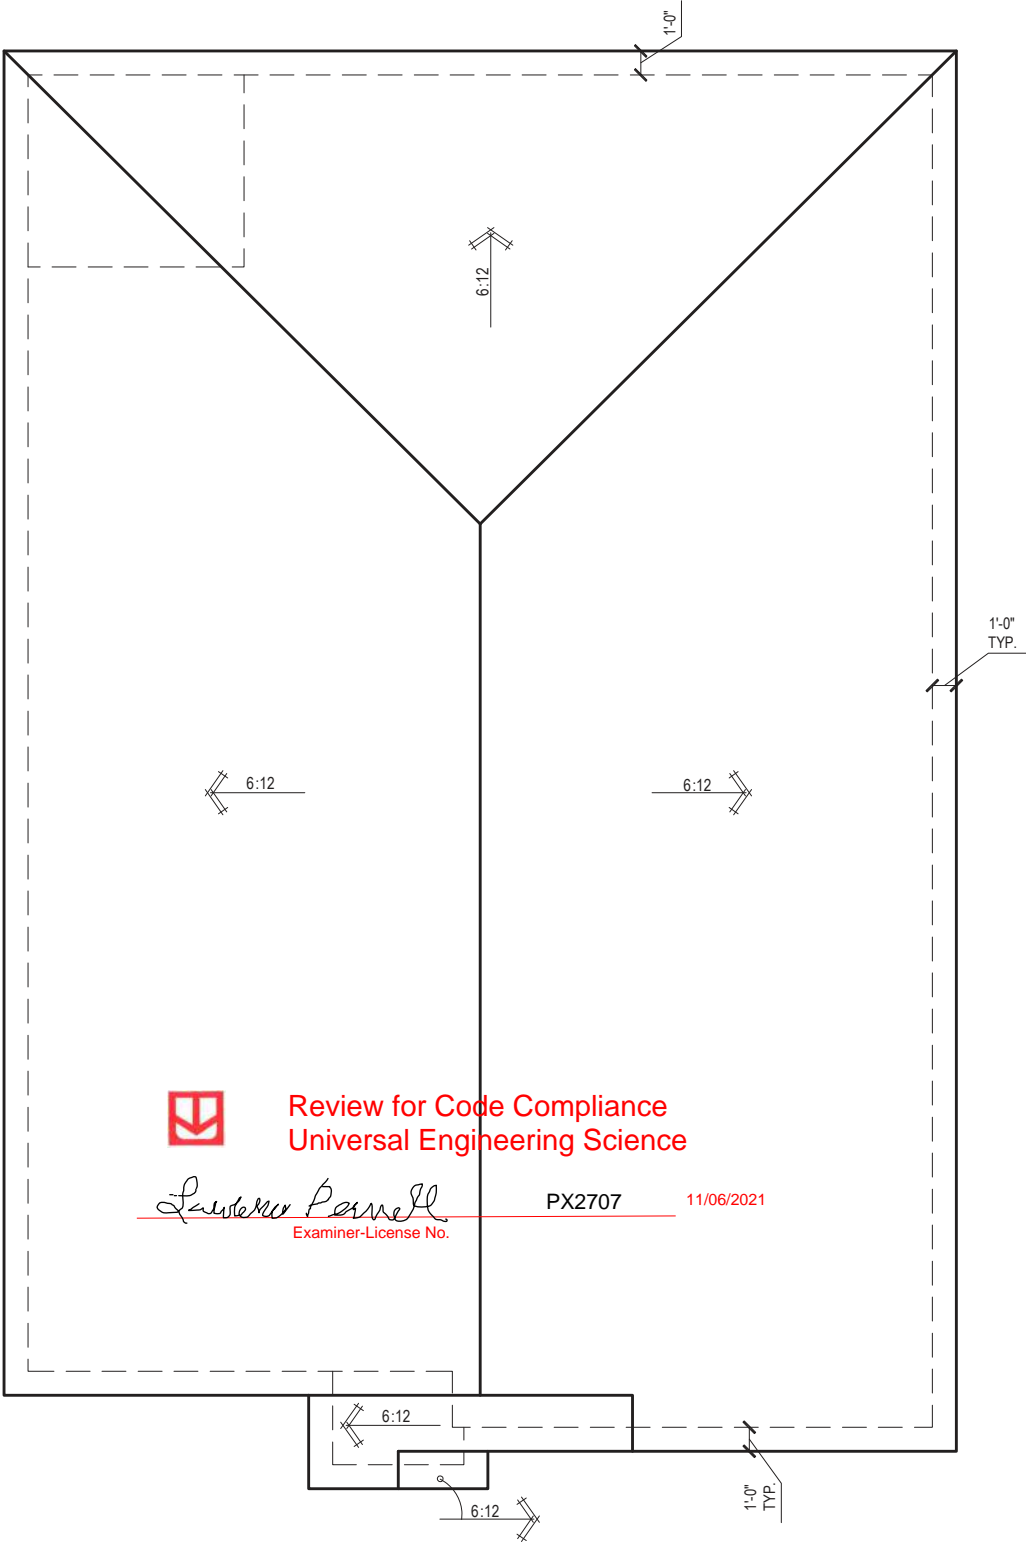 1'-0"
6:12
1'-0"
TYP.
6:12
6:12
Review for Code Compliance
Universal Engineering Science
PX2707
11/06/2021
Examiner-License No.
6:12
6:12
1'-0"
TYP.